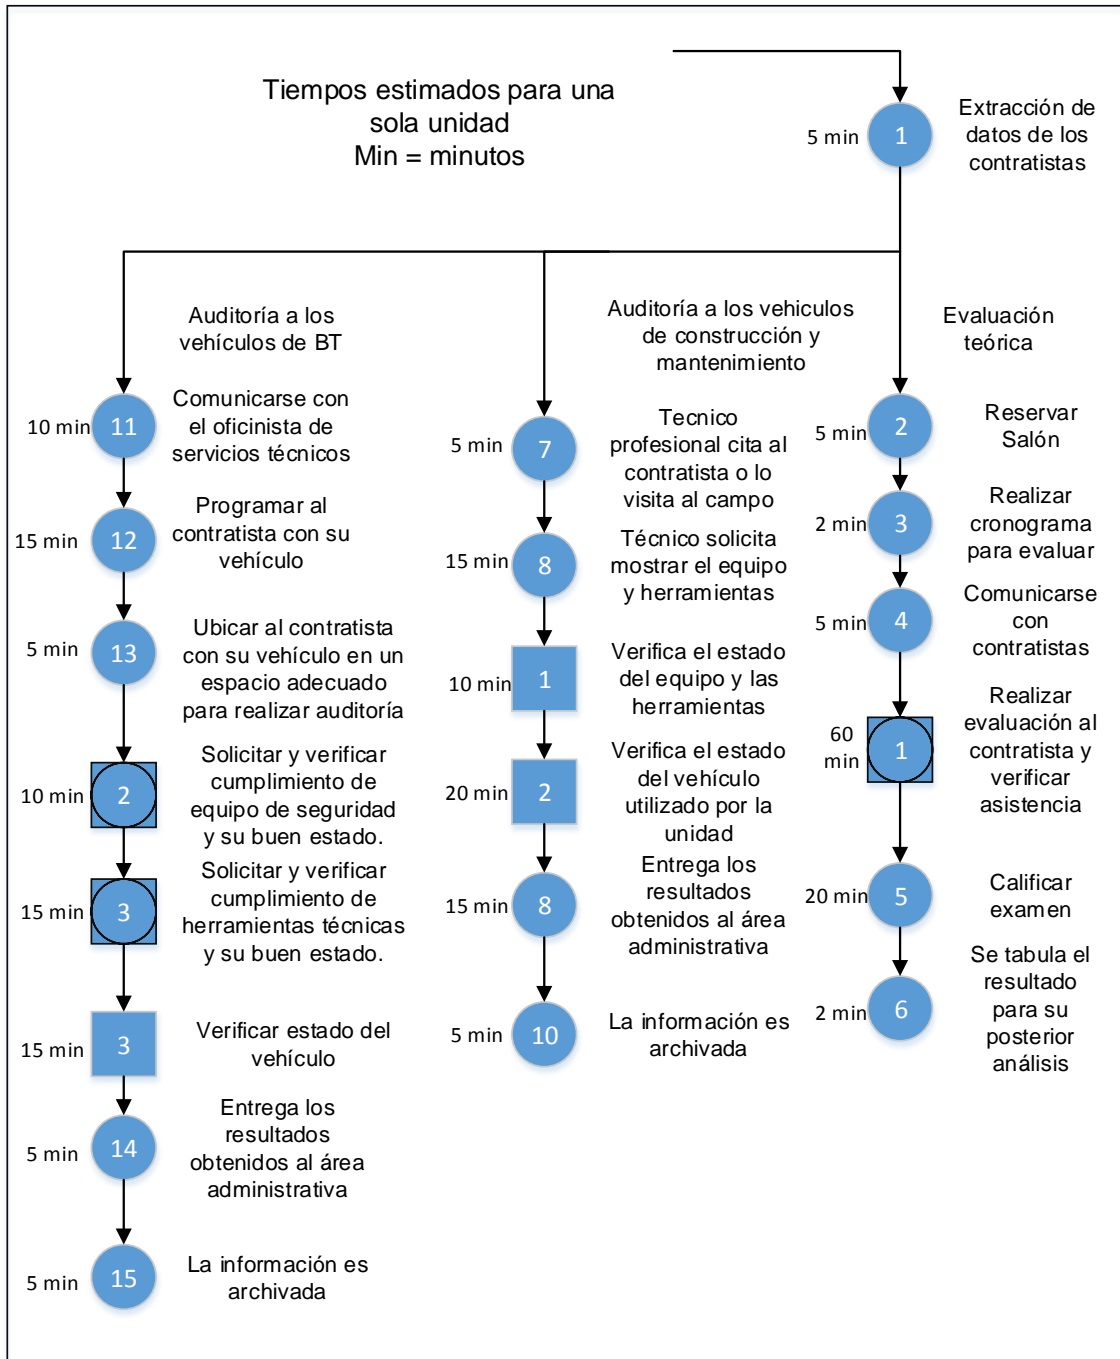 Tiempos estimados para una
sola unidad
Min = minutos
5 min
1
Extracción de
datos de los
contratistas
Auditoría a los
vehículos de BT
10 min
11
Comunicarse con
el oficinista de
servicios técnicos
15 min
12
Programar al
contratista con su
vehículo
5 min
13
Ubicar al contratista
con su vehículo en un
espacio adecuado
para realizar auditoría
10 min
2
Solicitar y verificar
cumplimiento de
equipo de seguridad
y su buen estado.
15 min
3
Solicitar y verificar
cumplimiento de
herramientas técnicas
y su buen estado.
15 min
3
Verificar estado del
vehículo
5 min
14
Entrega los
resultados
obtenidos al área
administrativa
5 min
15
La información es
archivada
Auditoría a los vehiculos
de construcción y
mantenimiento
5 min
7
Tecnico
profesional cita al
contratista o lo
visita al campo
15 min
8
Técnico solicita
mostrar el equipo
y herramientas
10 min
1
Verifica el estado
del equipo y las
herramientas
20 min
2
Verifica el estado
del vehículo
utilizado por la
unidad
15 min
8
Entrega los
resultados
obtenidos al área
administrativa
5 min
10
La información es
archivada
Evaluación
teórica
5 min
2
Reservar
Salón
2 min
3
Realizar
cronograma
para evaluar
5 min
4
Comunicarse
con
contratistas
60
min
1
Realizar
evaluación al
contratista y
verificar
asistencia
20 min
5
Calificar
examen
2 min
6
Se tabula el
resultado
para su
posterior
análisis